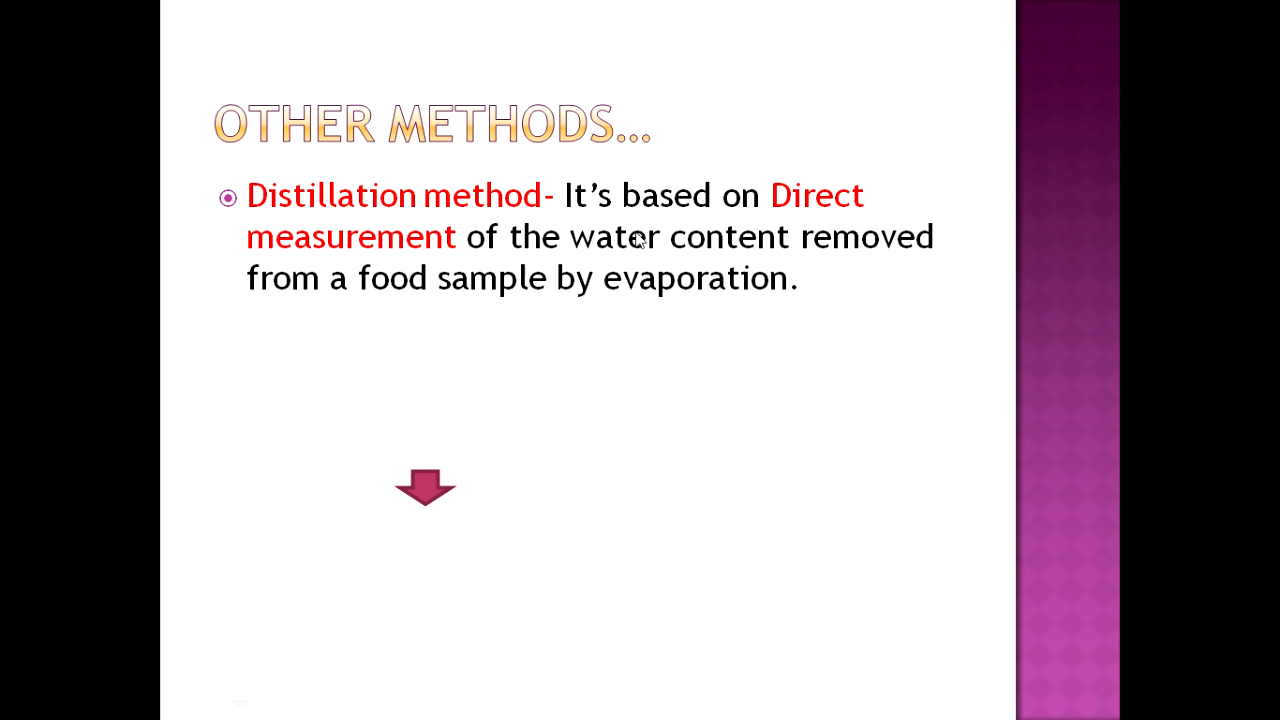 OTHER METHODS...
Distillation method- It's based on Direct
measurement of the water content removed
from a food sample by evaporation.